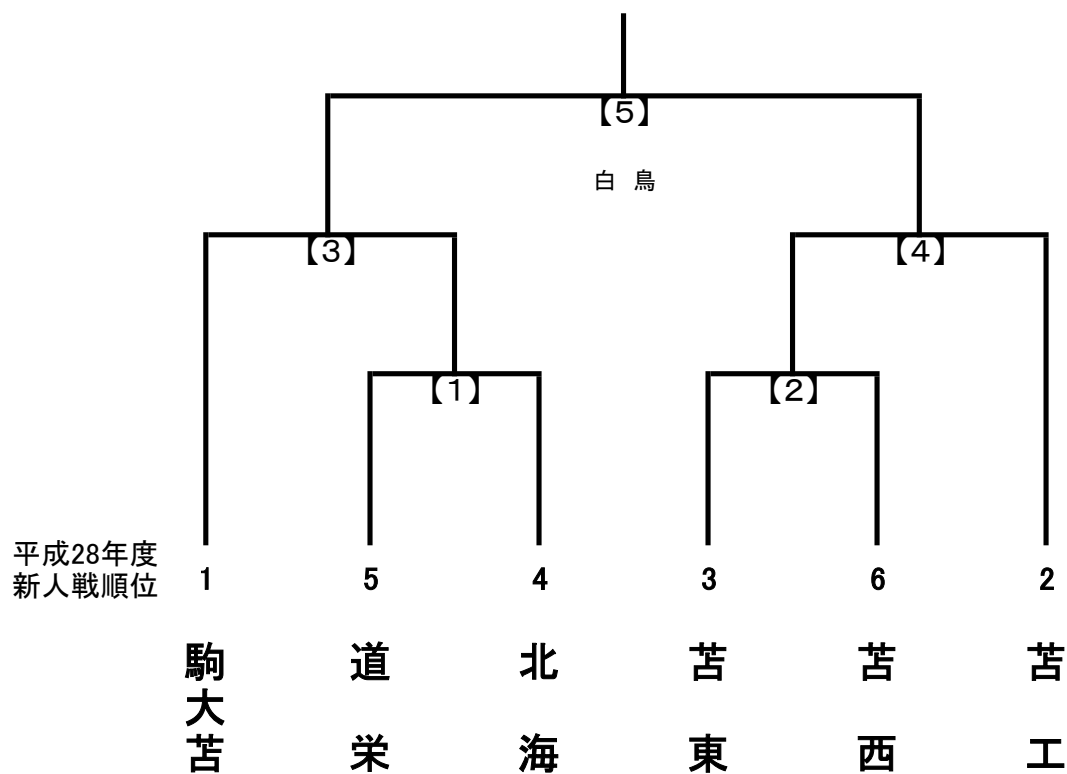 【5】
白 鳥
【3】
【4】
【1】
【2】
平成28年度
新人戦順位
1 5 4 3 6 2
駒大苫
道栄
北海
苫東
苫西
苫工